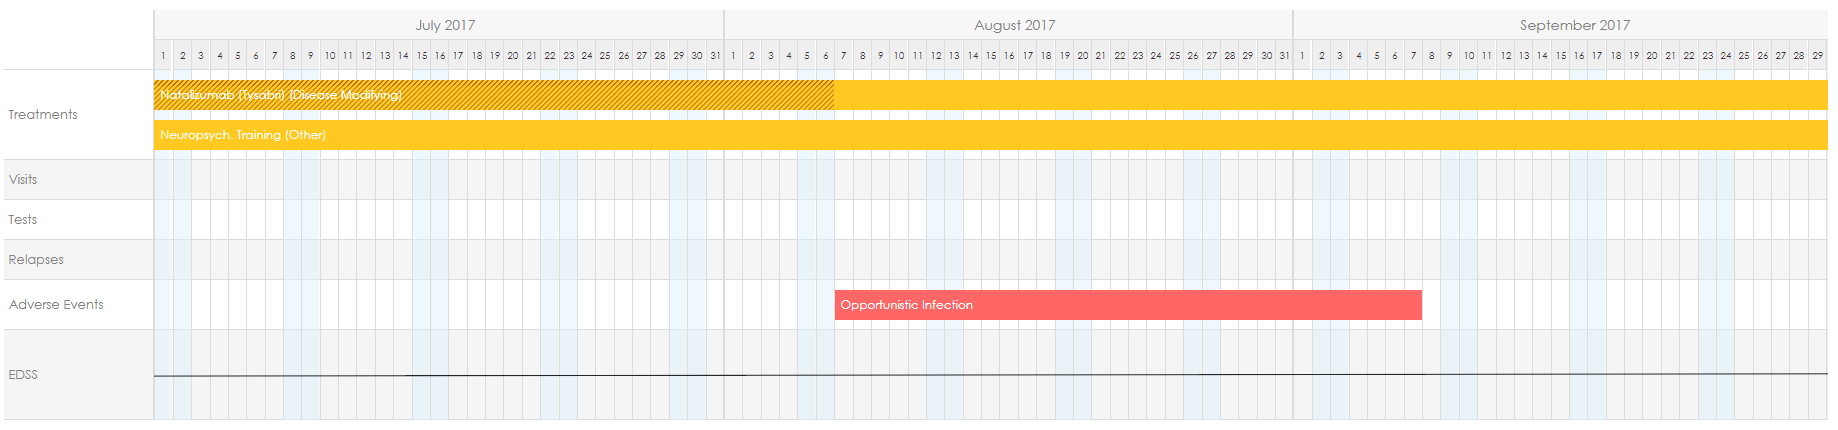 July 2017 August 2017 September 2017
1 2 3 4 5 6 7 8 9 10 11 12 13 14 15 16 17 18 19 20 21 22 23 24 25 26 27 28 29 30 31 1 2 3 4 5 6 7 8 9 10 11 12 13 14 15 16 17 18 19 20 21 22 23 24 25 26 27 28 29 30 31 1 2 3 4 5 6 7 8 9 10 11 12 13 14 15 16 17 18 19 20 21 22 23 24 25 26 27 28 29
Natalizumab (Tysabri) (Disease Modifying)
Treatments
Neuropsych. Training (Other)
Visits
Tests
Relapses
Adverse Events Opportunistic Infection
EDSS